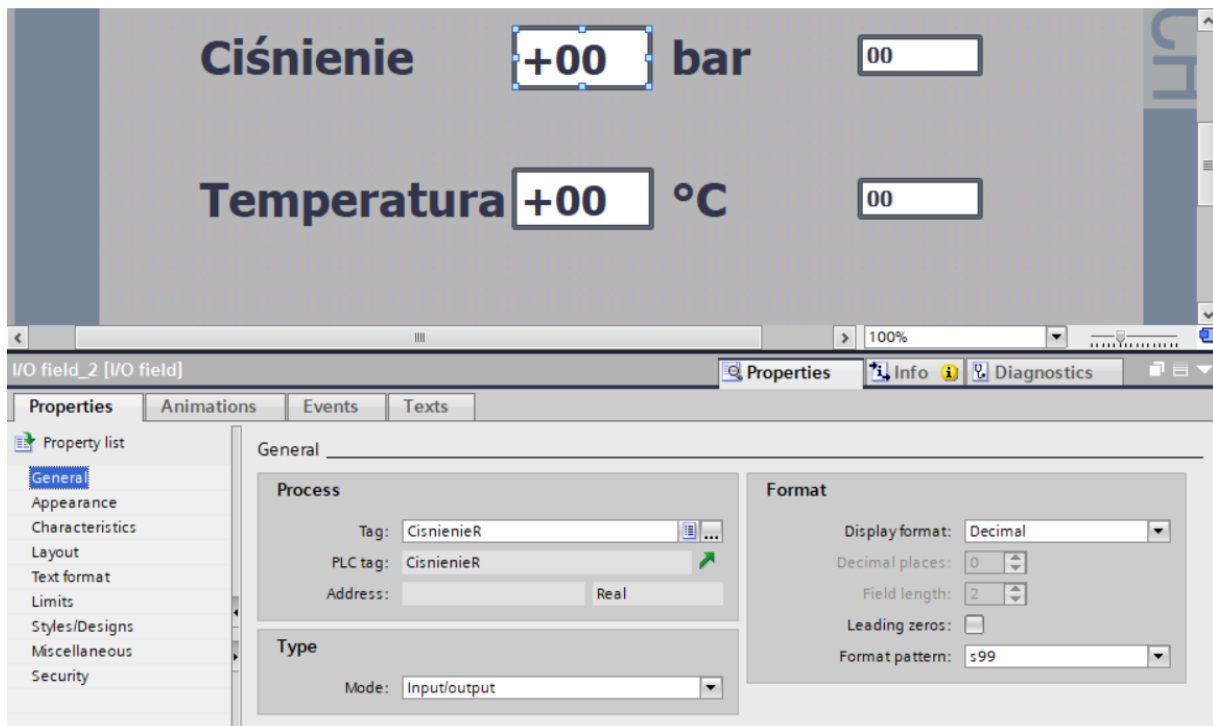 Ciśnienie +00 bar 00
CH
Temperatura +00 °C 00
100%
I/O field_2 [I/O field] Properties Info Diagnostics
Properties Animations Events Texts
Property list
General
General
Appearance
Characteristics
Layout
Text format
Limits
Styles/Designs
Miscellaneous
Security
Process
Tag: CisnienieR ...
PLC tag: CisnienieR
Address: Real
Type
Mode: Input/output
Format
Display format: Decimal
Decimal places: 0
Field length: 2
Leading zeros:
Format pattern: s99